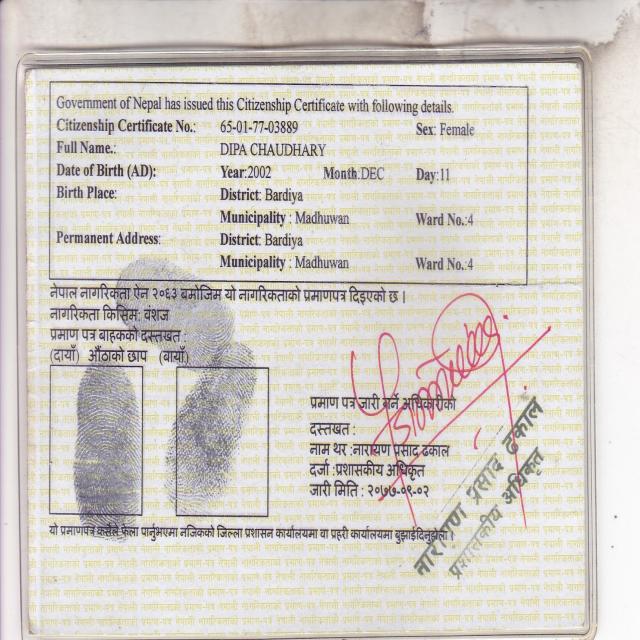 Government of Nepal has issued this Citizenship Certificate with following details.
Citizenship Certificate No.: 65-01-77-03889 Sex: Female
Full Name.: DIPA CHAUDHARY
Date of Birth (AD): Year:2002 Month:DEC Day:11
Birth Place: District: Bardiya
Municipality : Madhuwan Ward No.:4
Permanent Address: District: Bardiya
Municipality : Madhuwan Ward No.:4
नेपाल नागरिकता ऐन २०६३ बमोजिम यो नागरिकताको प्रमाणपत्र दिइएको छ ।
नागरिकता किसिम: वंशज
प्रमाण पत्र बाहकको दस्तखत :
(दायाँ) औंठाको छाप (बायाँ)
प्रमाण पत्र जारी गर्ने अधिकारीको
दस्तखत :
नाम थर :नारायण प्रसाद ढकाल
दर्जा :प्रशासकीय अधिकृत
जारी मिति : २०७७-०९-०२
नारायण प्रसाद ढकाल
प्रशासकीय अधिकृत
यो प्रमाणपत्र कसैले फेला पार्नुभएमा नजिकको जिल्ला प्रशासन कार्यालयमा वा प्रहरी कार्यालयमा बुझाईदिनुहोला ।